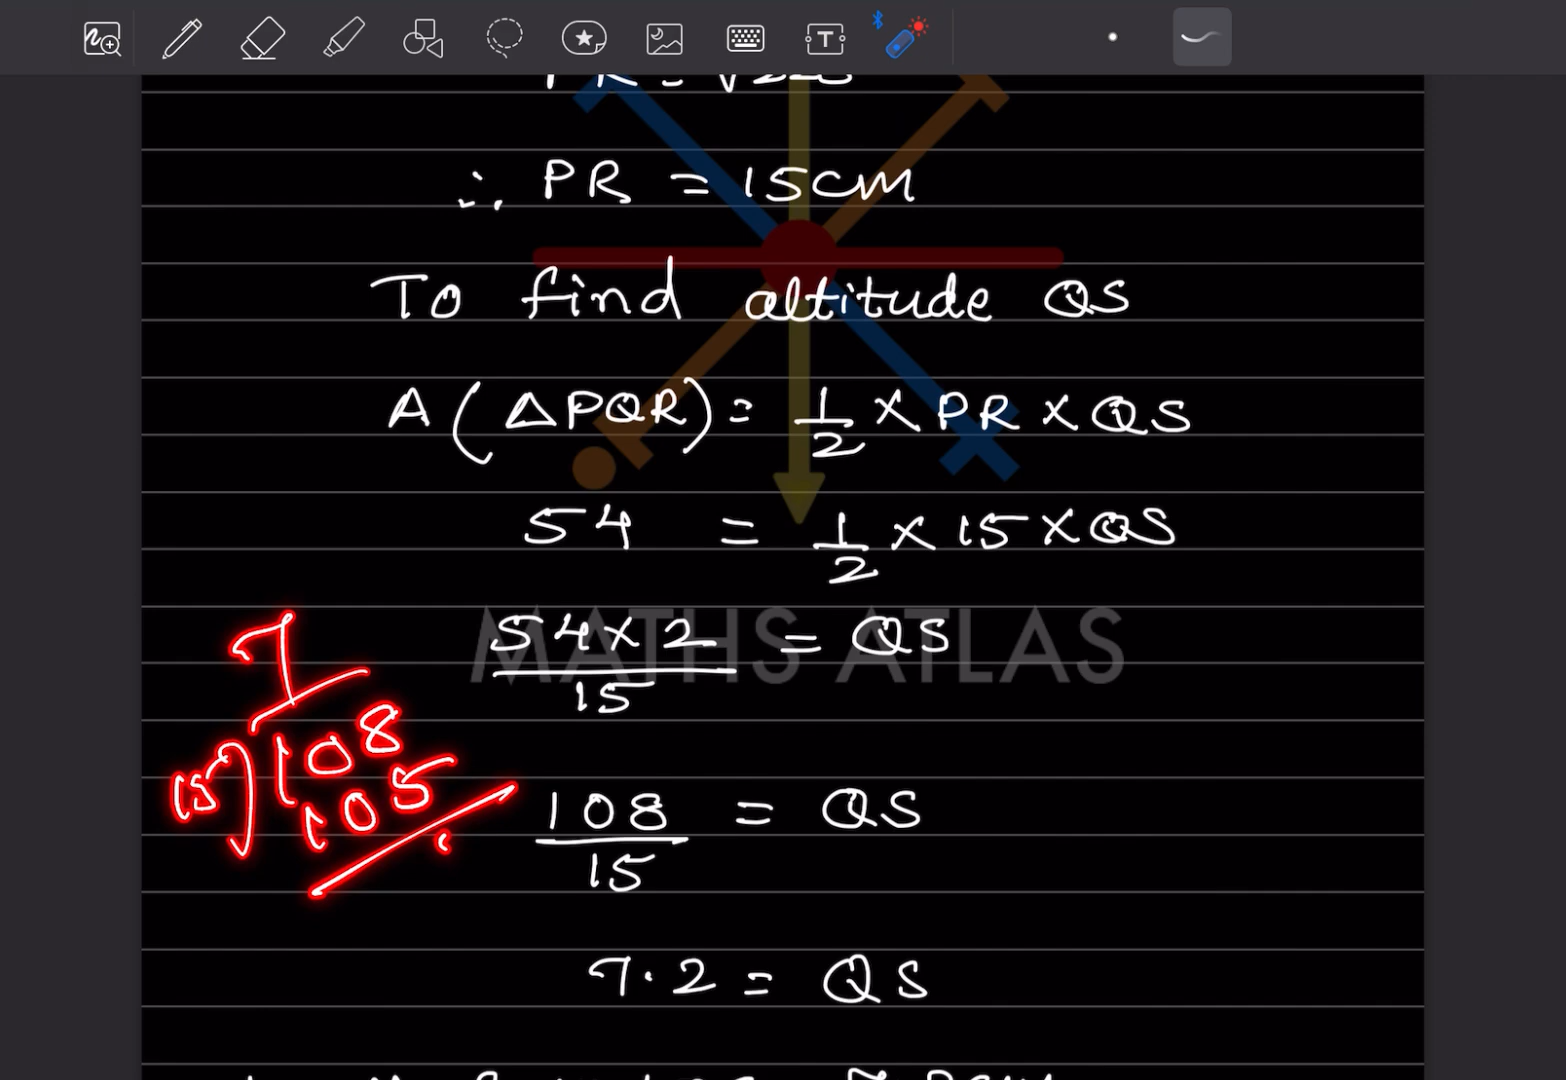 ∴ PR = 15CM
To find altitude QS
A(△PQR) = 1/2 × PR × QS
54 = 1/2 × 15 × QS
54×2/15 = QS
MATHS ATLAS
7
15)108
105
108/15 = QS
7.2 = QS